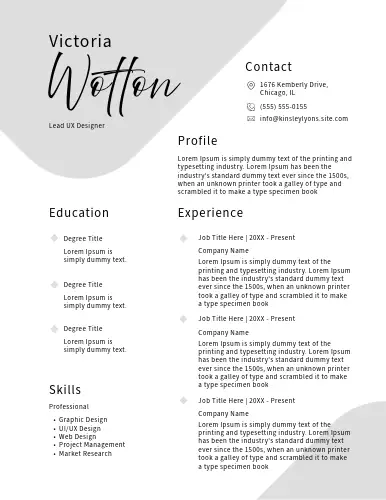 Victoria
Wotton
Lead UX Designer
Contact
1676 Kemberly Drive,
Chicago, IL
(555) 555-0155
info@kinsleylyons.site.com
Profile
Lorem Ipsum is simply dummy text of the printing and
typesetting industry. Lorem Ipsum has been the
industry's standard dummy text ever since the 1500s,
when an unknown printer took a galley of type and
scrambled it to make a type specimen book
Education
Degree Title
Lorem Ipsum is
simply dummy text.
Degree Title
Lorem Ipsum is
simply dummy text.
Degree Title
Lorem Ipsum is
simply dummy text.
Skills
Professional
• Graphic Design
• UI/UX Design
• Web Design
• Project Management
• Market Research
Experience
Job Title Here | 20XX - Present
Company Name
Lorem Ipsum is simply dummy text of the
printing and typesetting industry. Lorem Ipsum
has been the industry's standard dummy text
ever since the 1500s, when an unknown printer
took a galley of type and scrambled it to make
a type specimen book
Job Title Here | 20XX - Present
Company Name
Lorem Ipsum is simply dummy text of the
printing and typesetting industry. Lorem Ipsum
has been the industry's standard dummy text
ever since the 1500s, when an unknown printer
took a galley of type and scrambled it to make
a type specimen book
Job Title Here | 20XX - Present
Company Name
Lorem Ipsum is simply dummy text of the
printing and typesetting industry. Lorem Ipsum
has been the industry's standard dummy text
ever since the 1500s, when an unknown printer
took a galley of type and scrambled it to make
a type specimen book